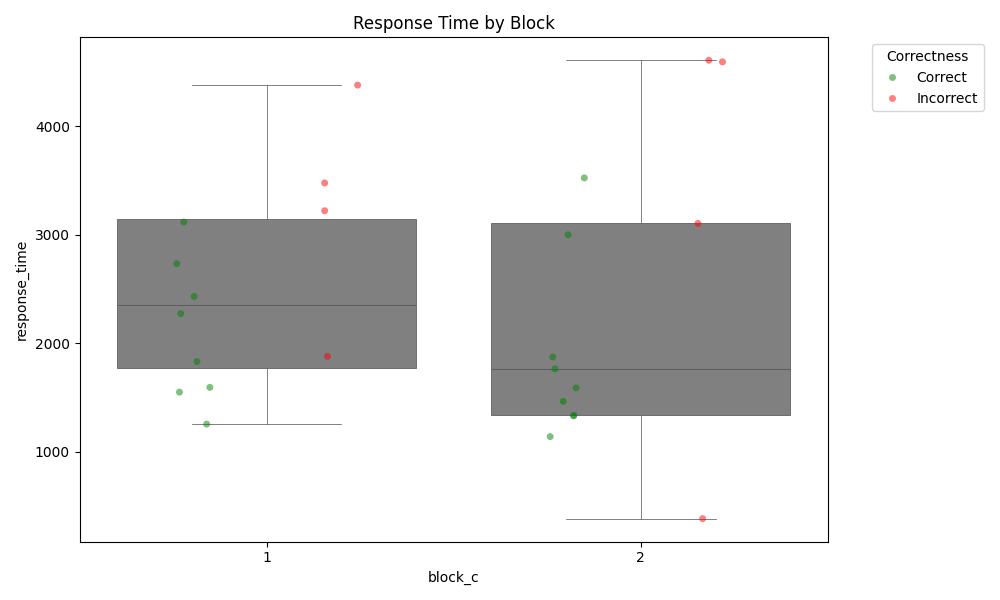 Response Time by Block
Correctness
Correct
Incorrect
response_time
4000
3000
2000
1000
1
2
block_c